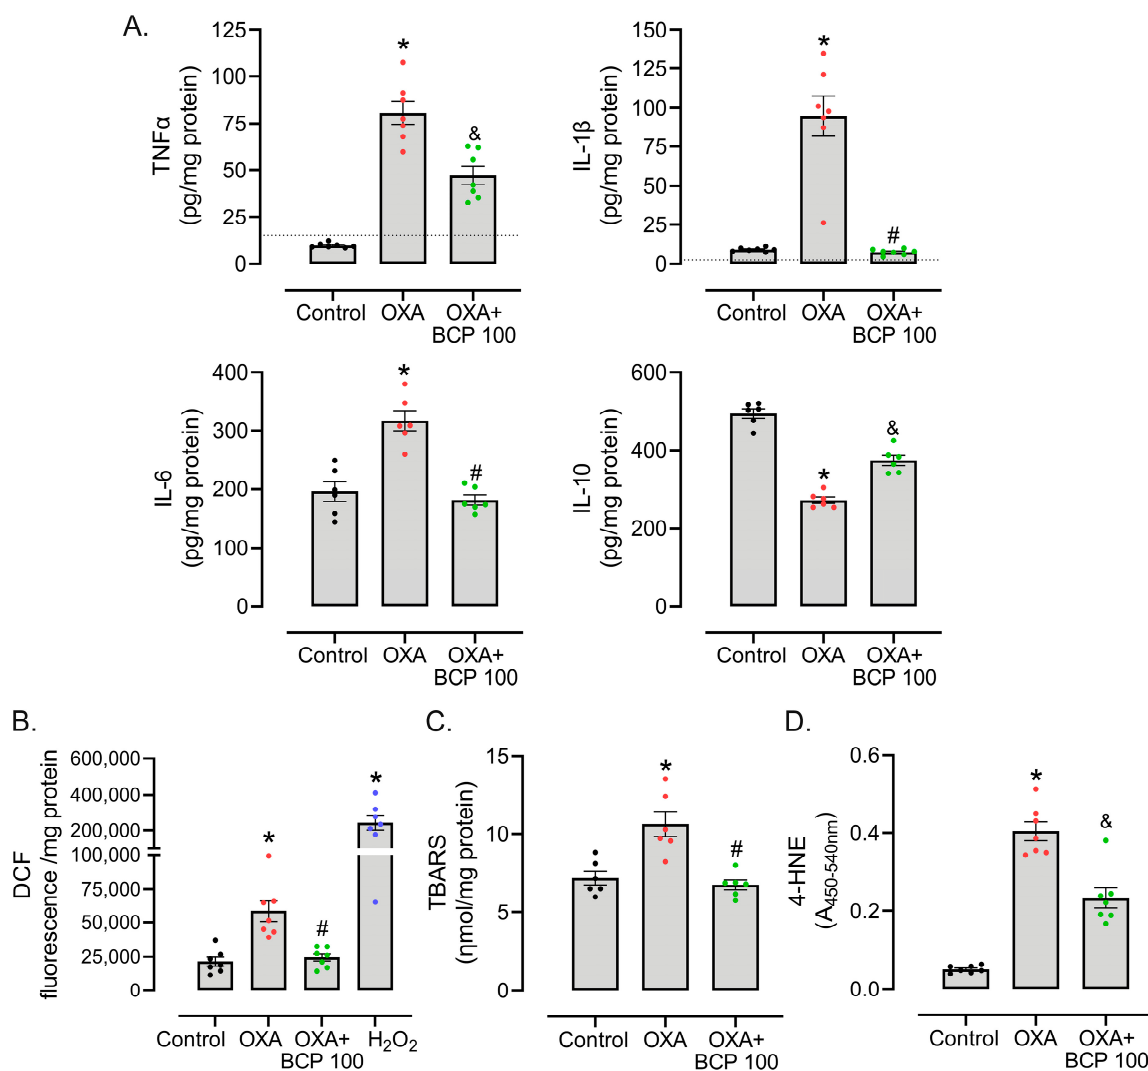 A.
TNFα
(pg/mg protein)
125
100
75
50
25
0
*
&
Control
OXA
OXA+
BCP 100
IL-1β
(pg/mg protein)
150
125
100
75
50
25
0
*
#
Control
OXA
OXA+
BCP 100
IL-6
(pg/mg protein)
400
300
200
100
0
*
#
Control
OXA
OXA+
BCP 100
IL-10
(pg/mg protein)
600
400
200
0
*
&
Control
OXA
OXA+
BCP 100
B.
DCF
fluorescence /mg protein
600,000
400,000
200,000
100,000
75,000
50,000
25,000
0
*
#
*
Control
OXA
OXA+
BCP 100
H₂O₂
C.
TBARS
(ηmol/mg protein)
15
10
5
0
*
#
Control
OXA
OXA+
BCP 100
D.
4-HNE
(A₄₅₀₋₅₄₀nm)
0.6
0.4
0.2
0.0
*
&
Control
OXA
OXA+
BCP 100